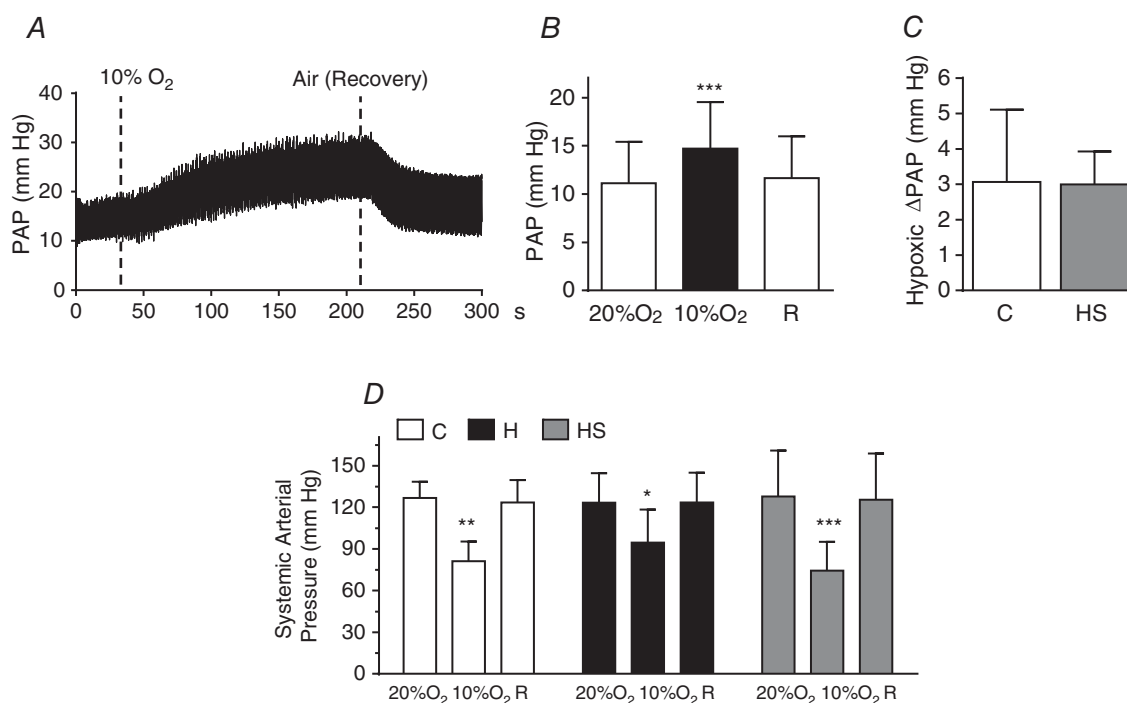 A
10% O2
Air (Recovery)
PAP (mm Hg)
40
30
20
10
0
0 50 100 150 200 250 300 s
B
PAP (mm Hg)
20
15
10
5
0
***
20%O2 10%O2 R
C
Hypoxic ΔPAP (mm Hg)
6
5
4
3
2
1
0
C HS
D
C H HS
Systemic Arterial
Pressure (mm Hg)
150
120
90
60
30
0
** * ***
20%O2 10%O2 R 20%O2 10%O2 R 20%O2 10%O2 R